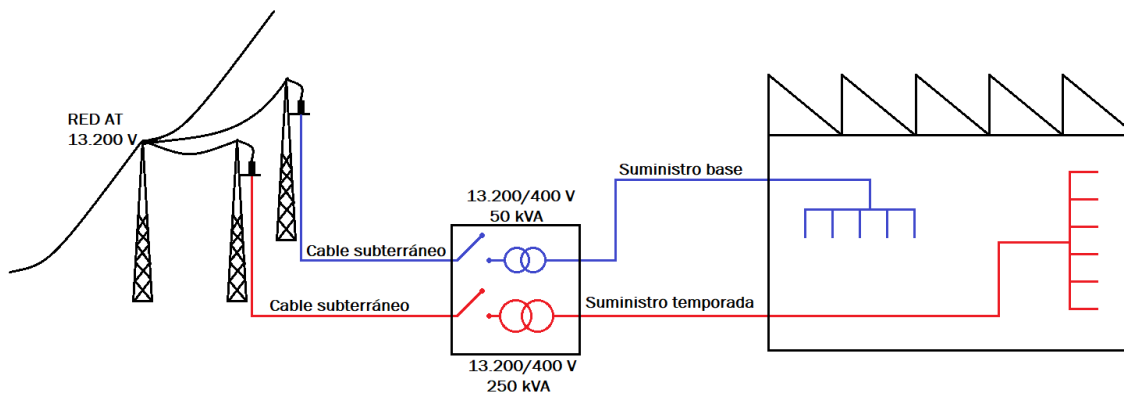 RED AT
13.200 V
Cable subterráneo
Cable subterráneo
13.200/400 V
50 kVA
13.200/400 V
250 kVA
Suministro base
Suministro temporada